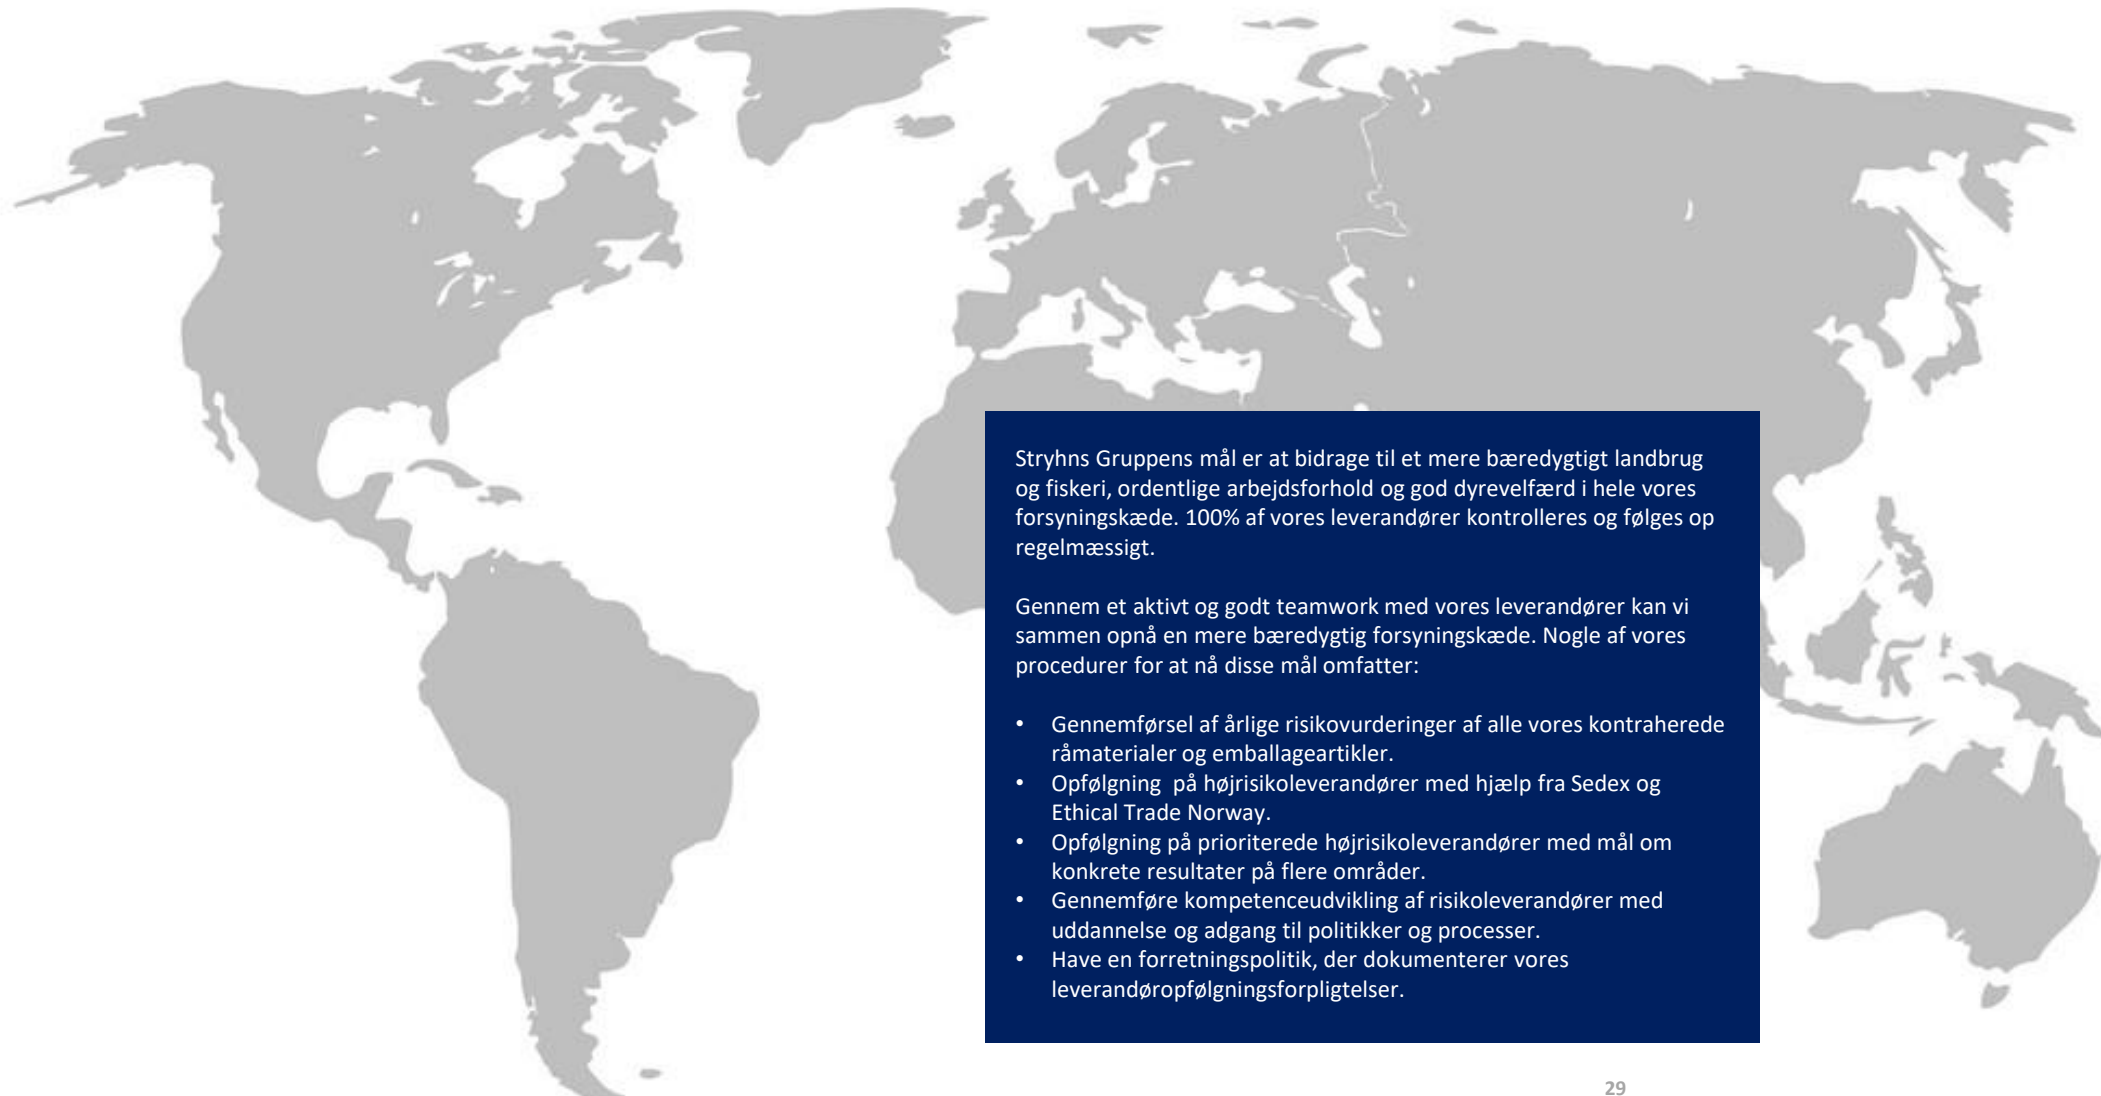 Stryhns Gruppens mål er at bidrage til et mere bæredygtigt landbrug
og fiskeri, ordentlige arbejdsforhold og god dyrevelfærd i hele vores
forsyningskæde. 100% af vores leverandører kontrolleres og følges op
regelmæssigt.
Gennem et aktivt og godt teamwork med vores leverandører kan vi
sammen opnå en mere bæredygtig forsyningskæde. Nogle af vores
procedurer for at nå disse mål omfatter:
• Gennemførsel af årlige risikovurderinger af alle vores kontraherede
råmaterialer og emballageartikler.
• Opfølgning  på højrisikoleverandører med hjælp fra Sedex og
Ethical Trade Norway.
• Opfølgning på prioriterede højrisikoleverandører med mål om
konkrete resultater på flere områder.
• Gennemføre kompetenceudvikling af risikoleverandører med
uddannelse og adgang til politikker og processer.
• Have en forretningspolitik, der dokumenterer vores
leverandøropfølgningsforpligtelser.
29